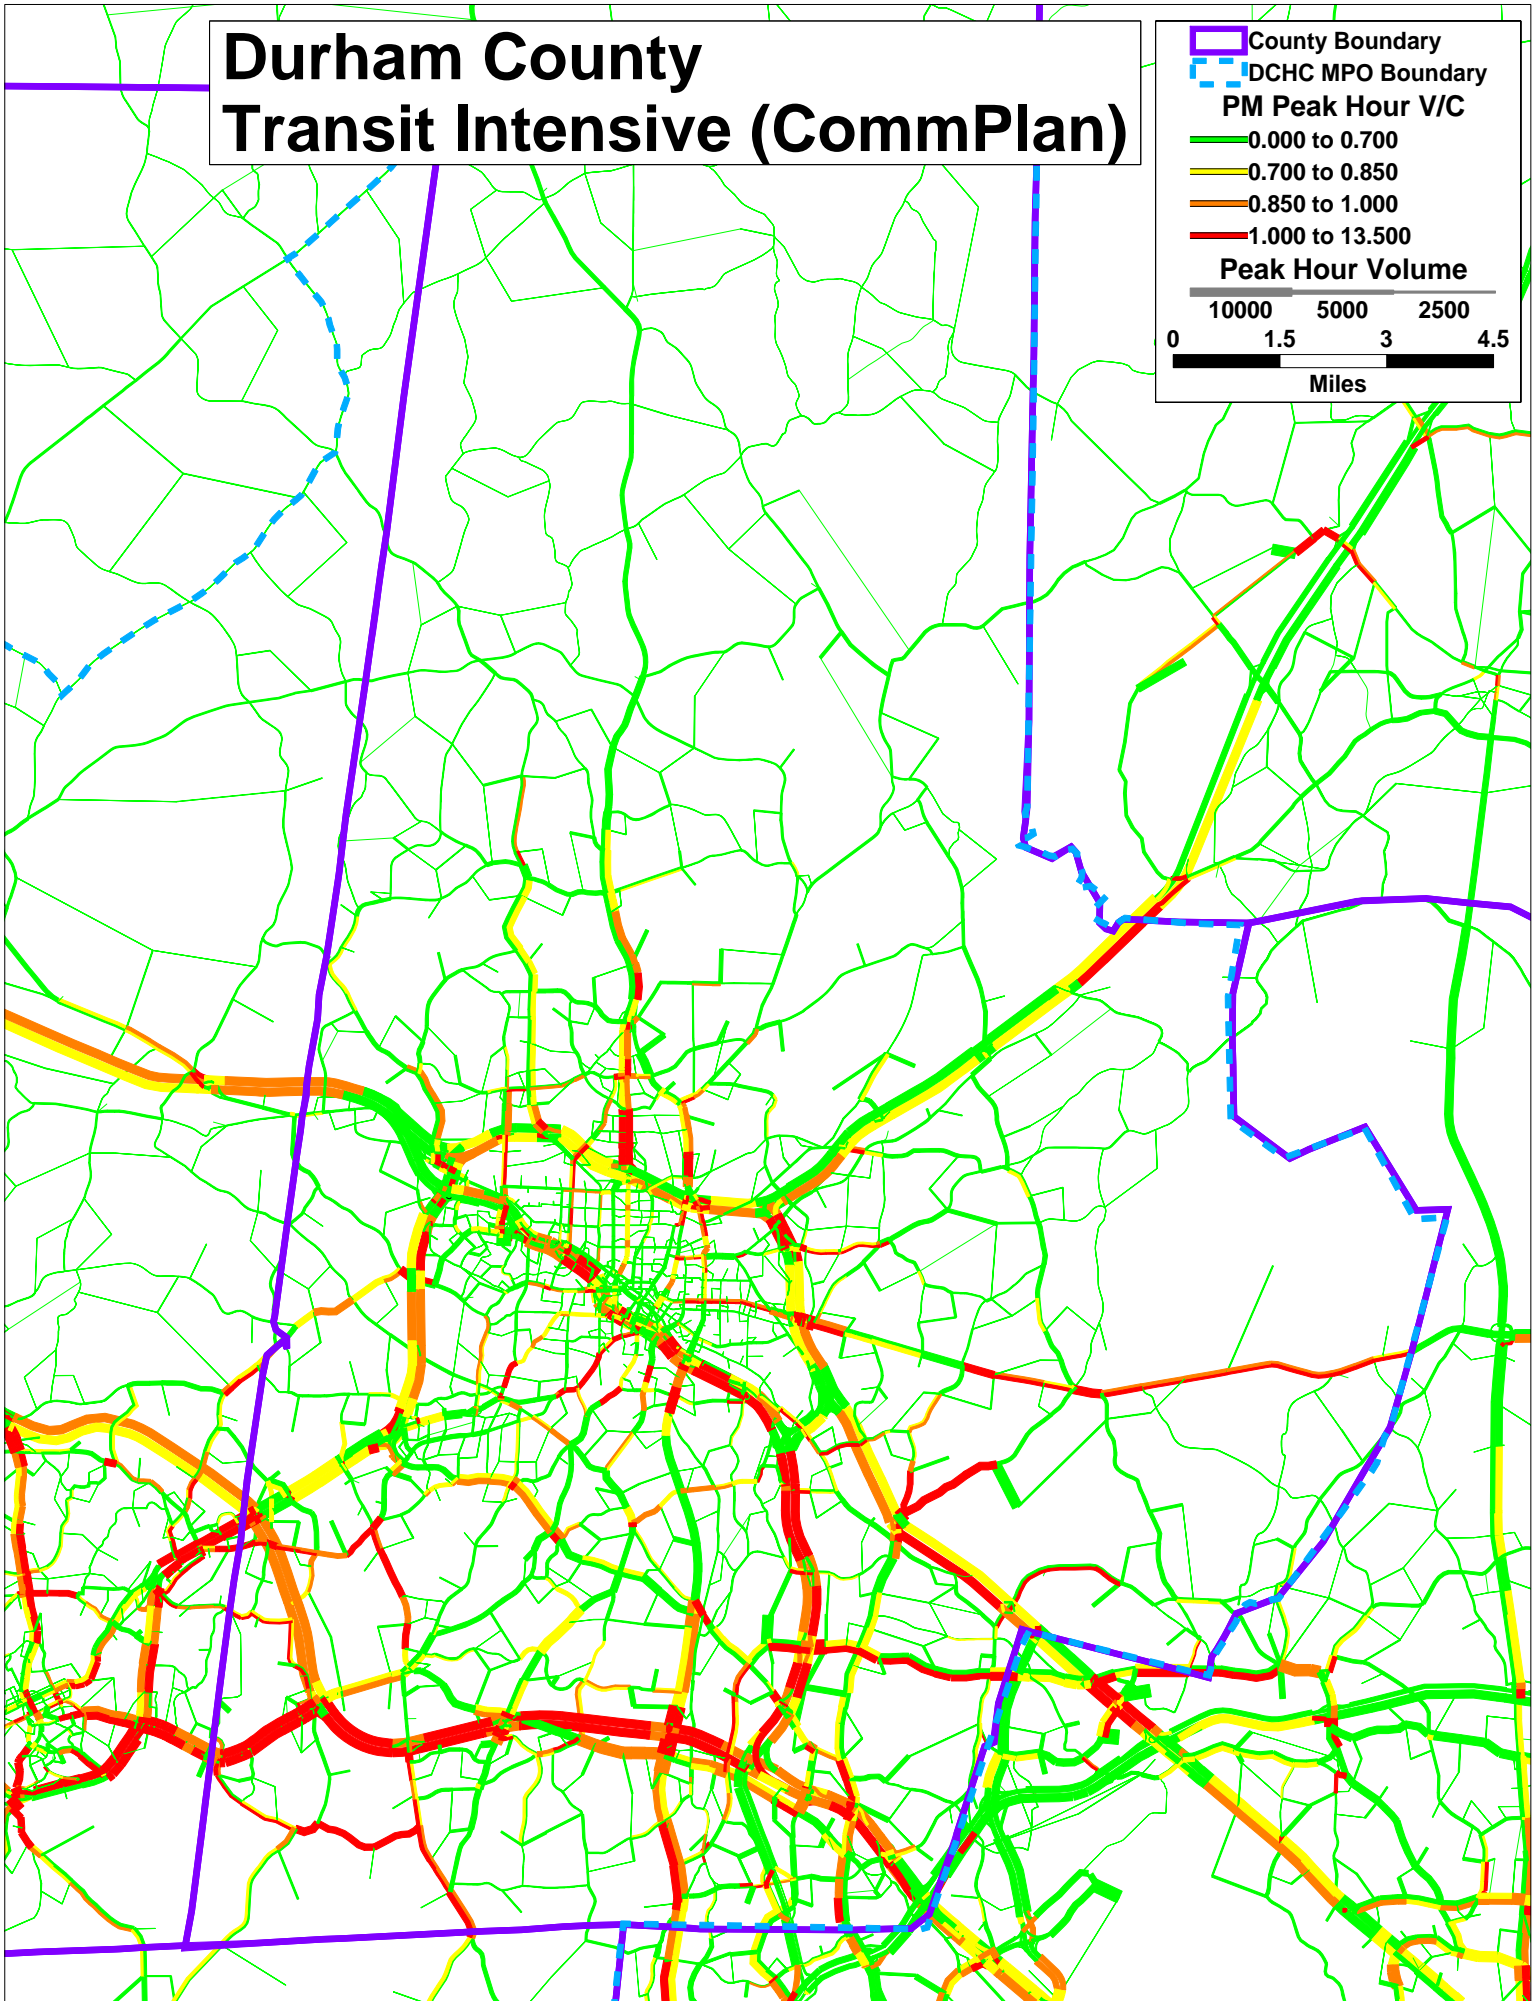 Durham County
Transit Intensive (CommPlan)
County Boundary
DCHC MPO Boundary
PM Peak Hour V/C
0.000 to 0.700
0.700 to 0.850
0.850 to 1.000
1.000 to 13.500
Peak Hour Volume
10000 5000 2500
0 1.5 3 4.5
Miles